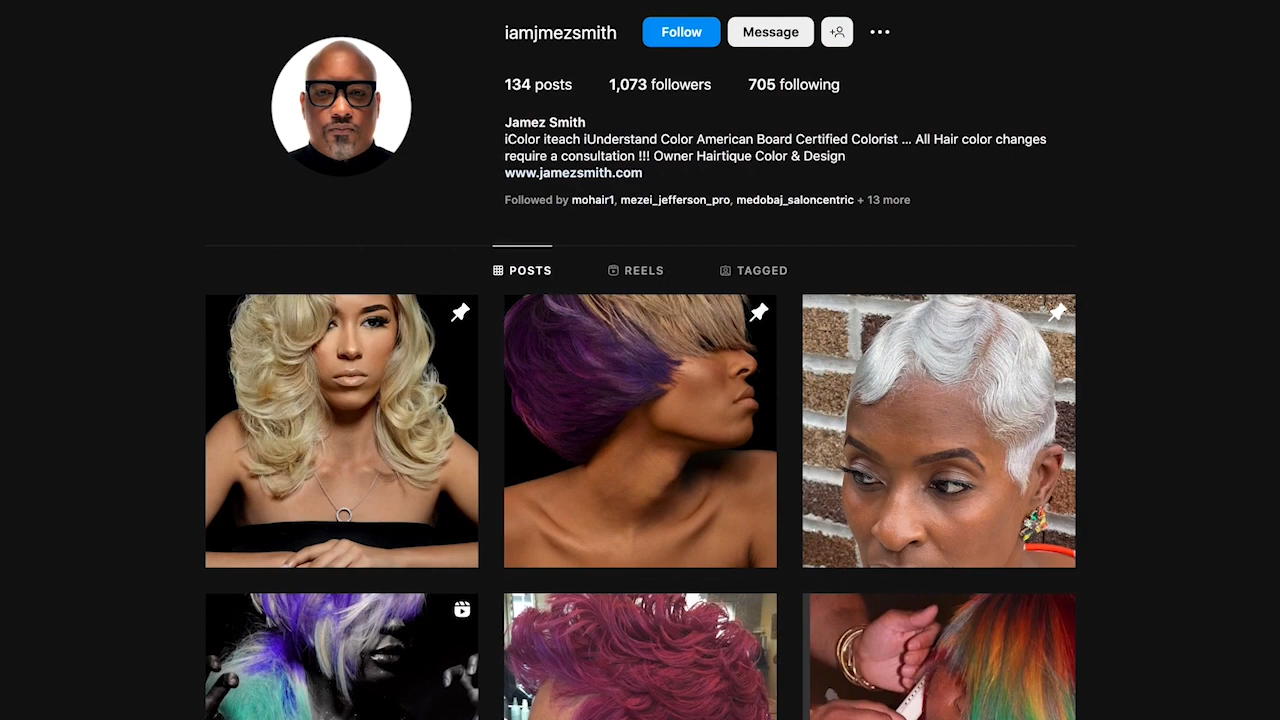 iamjmezsmith
Follow
Message
134 posts
1,073 followers
705 following
Jamez Smith
iColor iteach iUnderstand Color American Board Certified Colorist ... All Hair color changes
require a consultation !!! Owner Hairtique Color & Design
www.jamezsmith.com
Followed by mohair1, mezei_jefferson_pro, medobaj_saloncentric + 13 more
POSTS
REELS
TAGGED